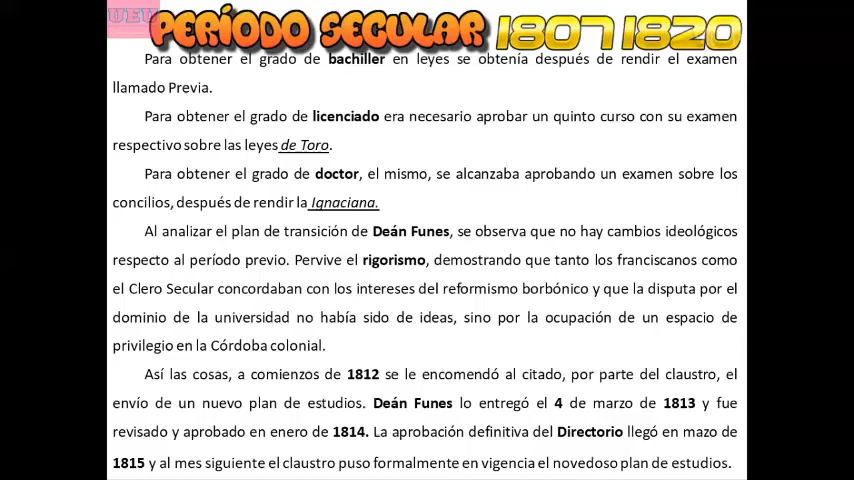 UEU
PERÍODO SECULAR 1807 1820
Para obtener el grado de bachiller en leyes se obtenía después de rendir el examen
llamado Previa.
Para obtener el grado de licenciado era necesario aprobar un quinto curso con su examen
respectivo sobre las leyes de Toro.
Para obtener el grado de doctor, el mismo, se alcanzaba aprobando un examen sobre los
concilios, después de rendir la Ignaciana.
Al analizar el plan de transición de Deán Funes, se observa que no hay cambios ideológicos
respecto al período previo. Pervive el rigorismo, demostrando que tanto los franciscanos como
el Clero Secular concordaban con los intereses del reformismo borbónico y que la disputa por el
dominio de la universidad no había sido de ideas, sino por la ocupación de un espacio de
privilegio en la Córdoba colonial.
Así las cosas, a comienzos de 1812 se le encomendó al citado, por parte del claustro, el
envío de un nuevo plan de estudios. Deán Funes lo entregó el 4 de marzo de 1813 y fue
revisado y aprobado en enero de 1814. La aprobación definitiva del Directorio llegó en mazo de
1815 y al mes siguiente el claustro puso formalmente en vigencia el novedoso plan de estudios.